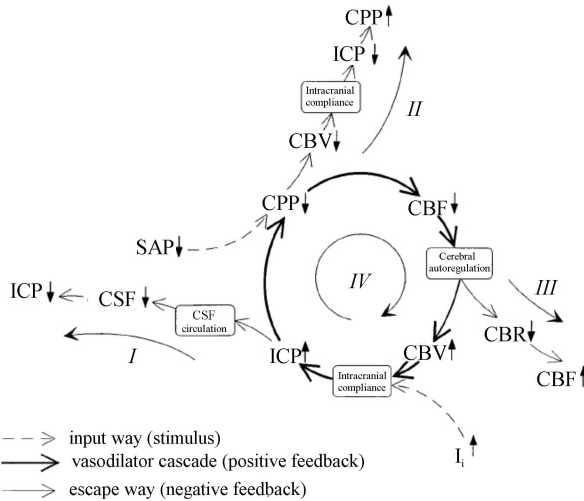 CPP
ICP
Intracranial
compliance
II
CBV
CPP
CBF
SAP
Cerebral
autoregulation
IV
III
ICP
CSF
CSF
circulation
CBR
I
ICP
CBV
Intracranial
compliance
CBF
input way (stimulus)
Ii
vasodilator cascade (positive feedback)
escape way (negative feedback)